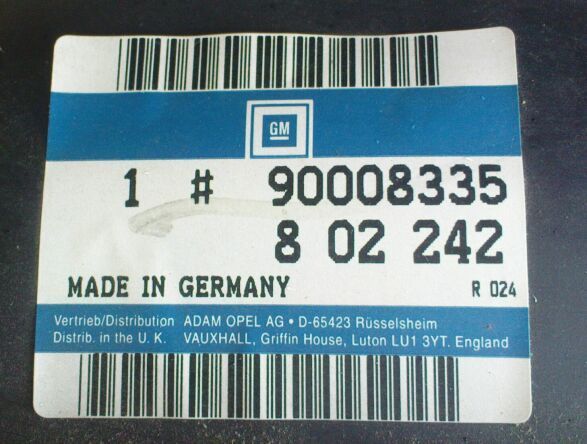 GM
1 # 90008335
8 02 242
MADE IN GERMANY R 024
Vertrieb/Distribution ADAM OPEL AG • D-65423 Rüsselsheim
Distrib. in the U. K. VAUXHALL, Griffin House, Luton LU1 3YT. England